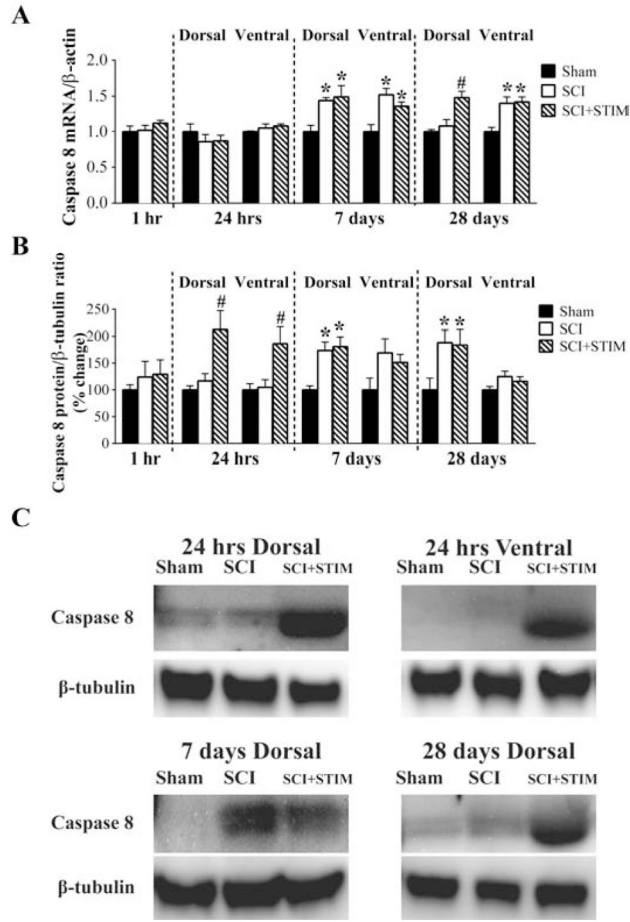 A
Dorsal Ventral Dorsal Ventral Dorsal Ventral
Caspase 8 mRNA/β-actin
2.0
1.5
1.0
0.5
0.0
* * * * # * *
Sham
SCI
SCI+STIM
1 hr 24 hrs 7 days 28 days
B
Dorsal Ventral Dorsal Ventral Dorsal Ventral
Caspase 8 protein/β-tubulin ratio
(% change)
250
200
150
100
50
0
# # * * * *
Sham
SCI
SCI+STIM
1 hr 24 hrs 7 days 28 days
C
24 hrs Dorsal 24 hrs Ventral
Sham SCI SCI+STIM Sham SCI SCI+STIM
Caspase 8
β-tubulin
7 days Dorsal 28 days Dorsal
Sham SCI SCI+STIM Sham SCI SCI+STIM
Caspase 8
β-tubulin